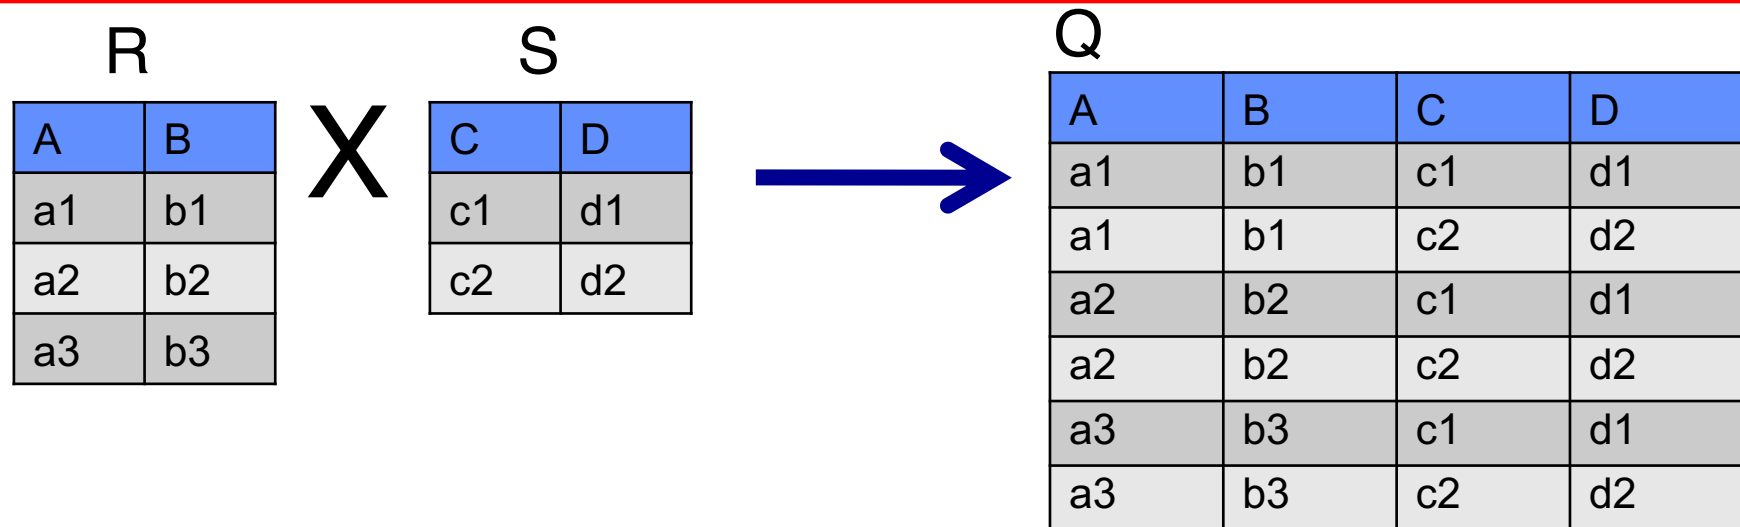 R
A B
a1 b1
a2 b2
a3 b3
X
S
C D
c1 d1
c2 d2
Q
A B C D
a1 b1 c1 d1
a1 b1 c2 d2
a2 b2 c1 d1
a2 b2 c2 d2
a3 b3 c1 d1
a3 b3 c2 d2